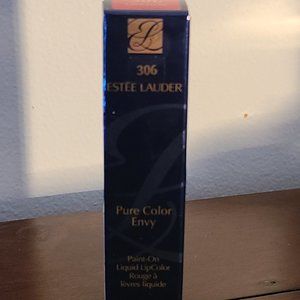 306
ESTĒE LAUDER
Pure Color
Envy
Paint-On
Liquid LipColor
Rouge à
lèvres liquide